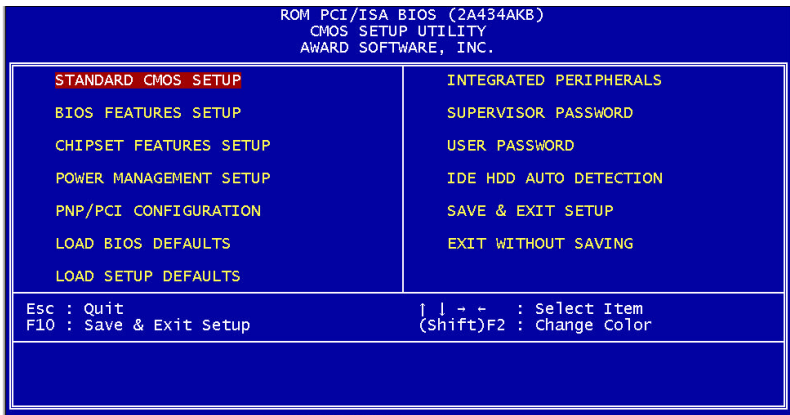 ROM PCI/ISA BIOS (2A434AKB)
CMOS SETUP UTILITY
AWARD SOFTWARE, INC.
STANDARD CMOS SETUP
BIOS FEATURES SETUP
CHIPSET FEATURES SETUP
POWER MANAGEMENT SETUP
PNP/PCI CONFIGURATION
LOAD BIOS DEFAULTS
LOAD SETUP DEFAULTS
INTEGRATED PERIPHERALS
SUPERVISOR PASSWORD
USER PASSWORD
IDE HDD AUTO DETECTION
SAVE & EXIT SETUP
EXIT WITHOUT SAVING
Esc : Quit
F10 : Save & Exit Setup
↑ ↓ → ← : Select Item
(Shift)F2 : Change Color